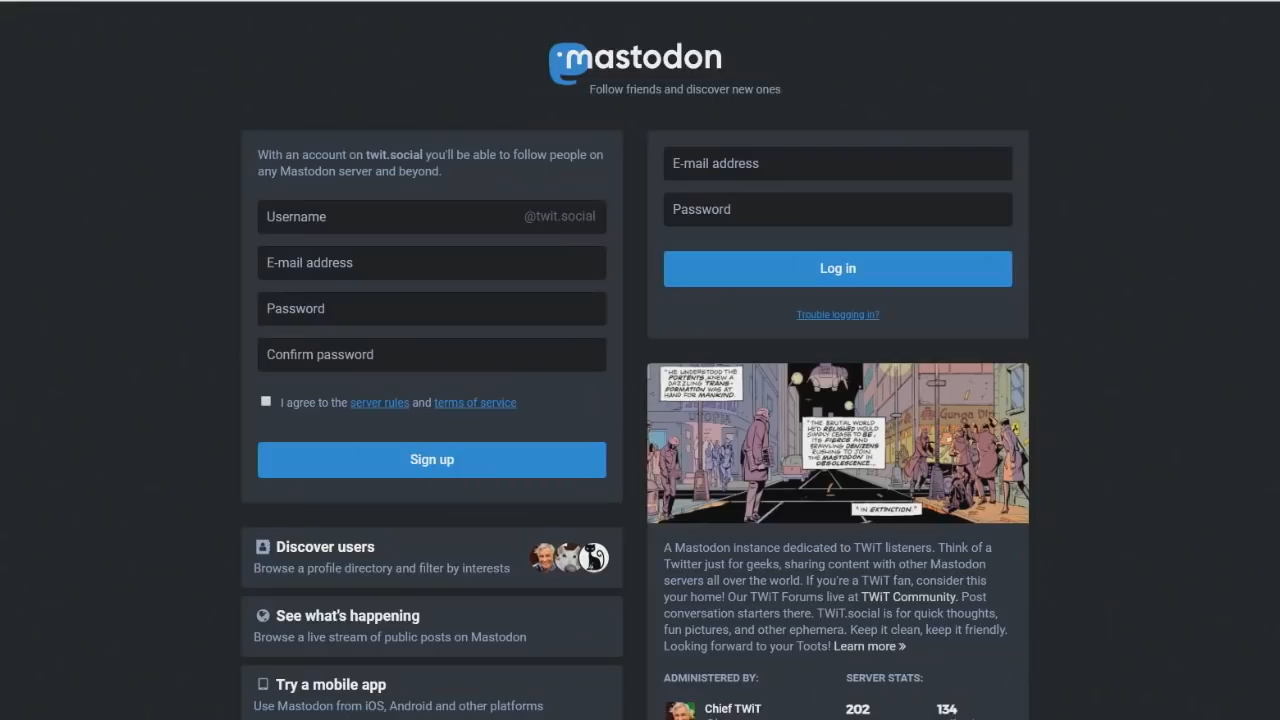 mastodon
Follow friends and discover new ones
With an account on twit.social you'll be able to follow people on
any Mastodon server and beyond.
Username
@twit.social
E-mail address
Password
Confirm password
I agree to the server rules and terms of service
Sign up
Discover users
Browse a profile directory and filter by interests
See what's happening
Browse a live stream of public posts on Mastodon
Try a mobile app
Use Mastodon from iOS, Android and other platforms
E-mail address
Password
Log in
Trouble logging in?
"HE UNDERSTOOD THE
PORTENTS, KNEW A
DAZZLING TRANS-
FORMATION WAS AT
HAND FOR MANKIND.
UTOPIA
Gunga Din
"THE BRUTAL WORLD
HE'D RELISHED WOULD
SIMPLY CEASE TO BE,
ITS FIERCE AND
BRAWLING DENIZENS
RUSHING TO JOIN
THE MASTODON IN
OBSOLESCENCE...
"IN EXTINCTION."
A Mastodon instance dedicated to TWiT listeners. Think of a
Twitter just for geeks, sharing content with other Mastodon
servers all over the world. If you're a TWiT fan, consider this
your home! Our TWiT Forums live at TWiT Community. Post
conversation starters there. TWiT.social is for quick thoughts,
fun pictures, and other ephemera. Keep it clean, keep it friendly.
Looking forward to your Toots! Learn more »
ADMINISTERED BY:
SERVER STATS:
Chief TWiT
202
134